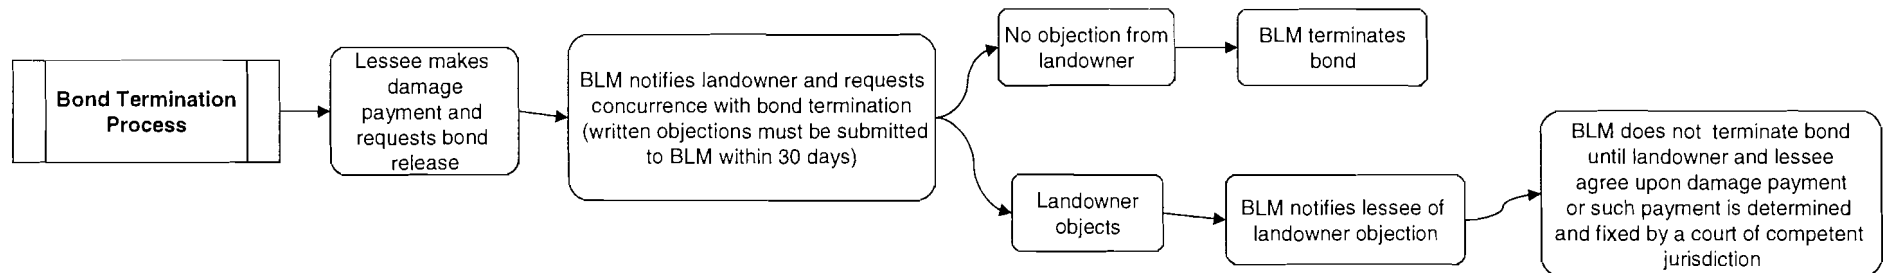 Bond Termination
Process
Lessee makes
damage
payment and
requests bond
release
BLM notifies landowner and requests
concurrence with bond termination
(written objections must be submitted
to BLM within 30 days)
No objection from
landowner
BLM terminates
bond
Landowner
objects
BLM notifies lessee of
landowner objection
BLM does not terminate bond
until landowner and lessee
agree upon damage payment
or such payment is determined
and fixed by a court of competent
jurisdiction